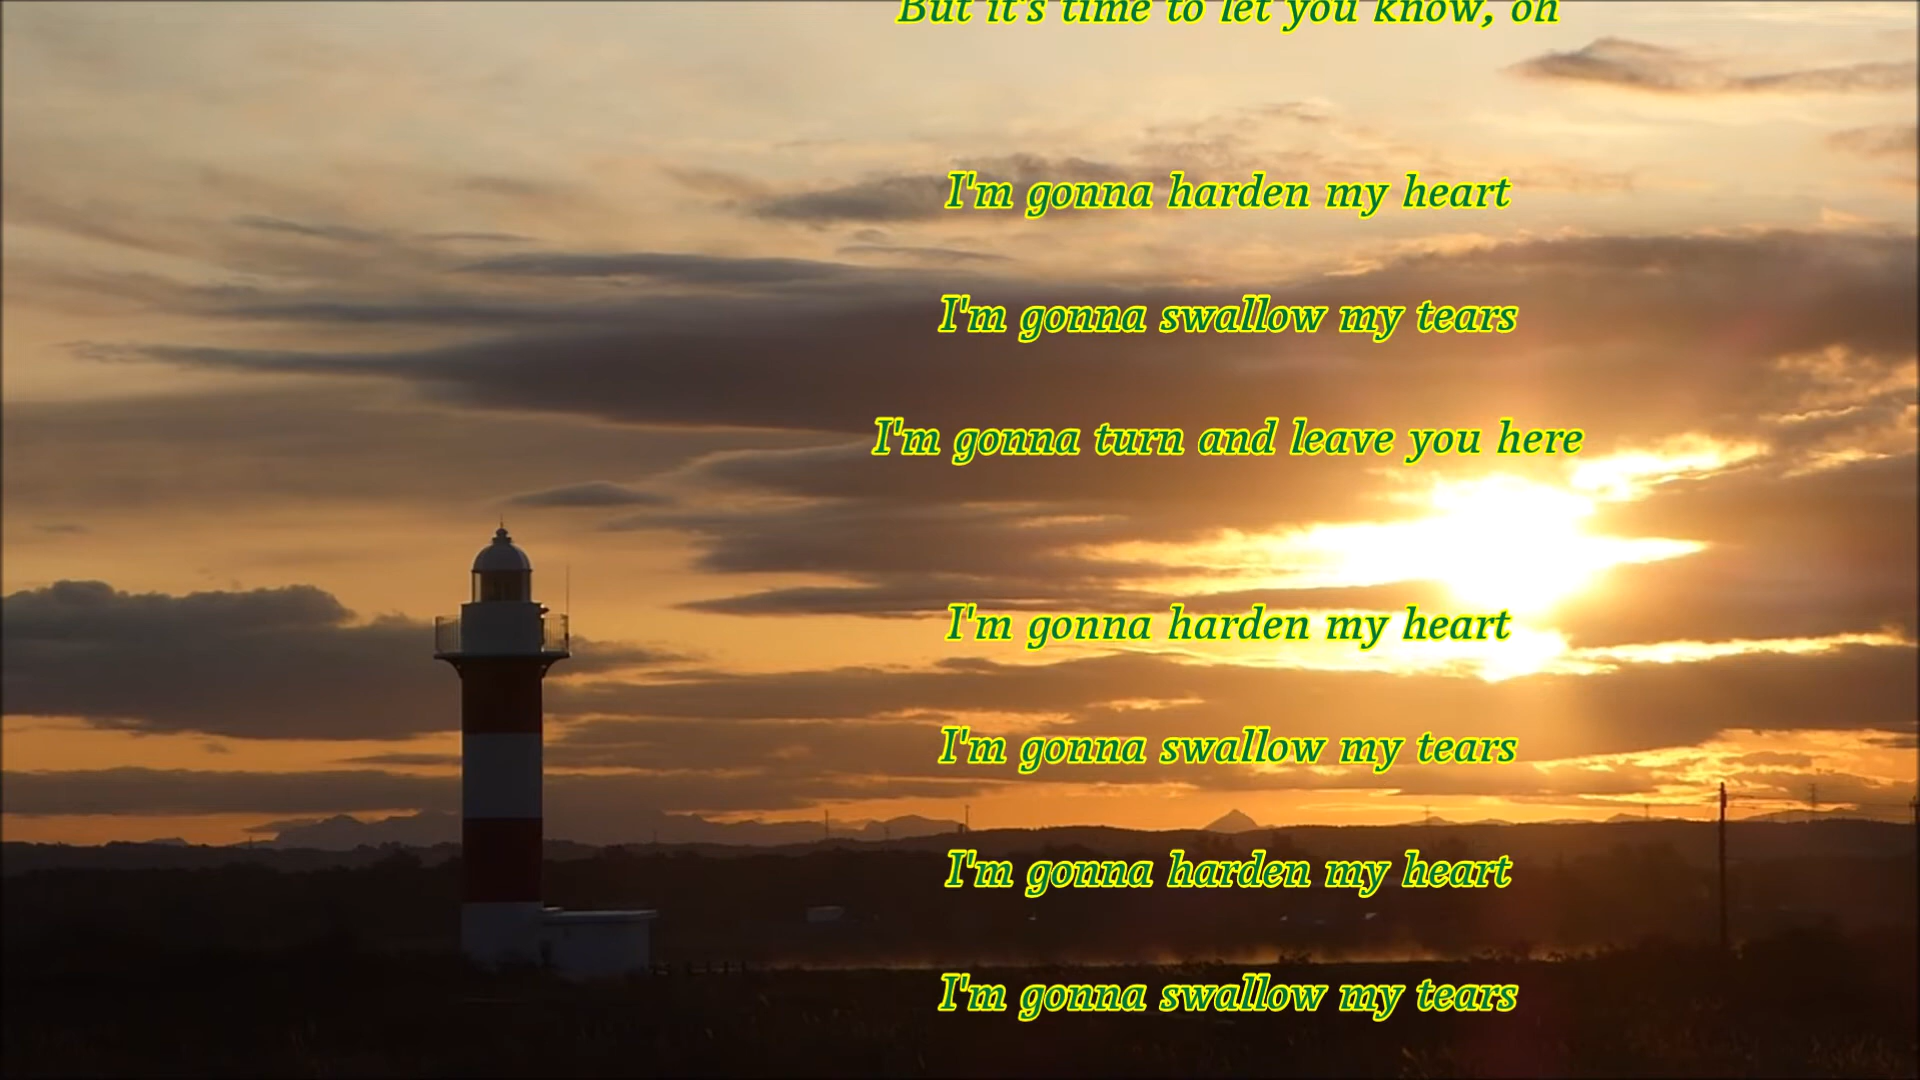 But it's time to let you know, oh
I'm gonna harden my heart
I'm gonna swallow my tears
I'm gonna turn and leave you here
I'm gonna harden my heart
I'm gonna swallow my tears
I'm gonna harden my heart
I'm gonna swallow my tears